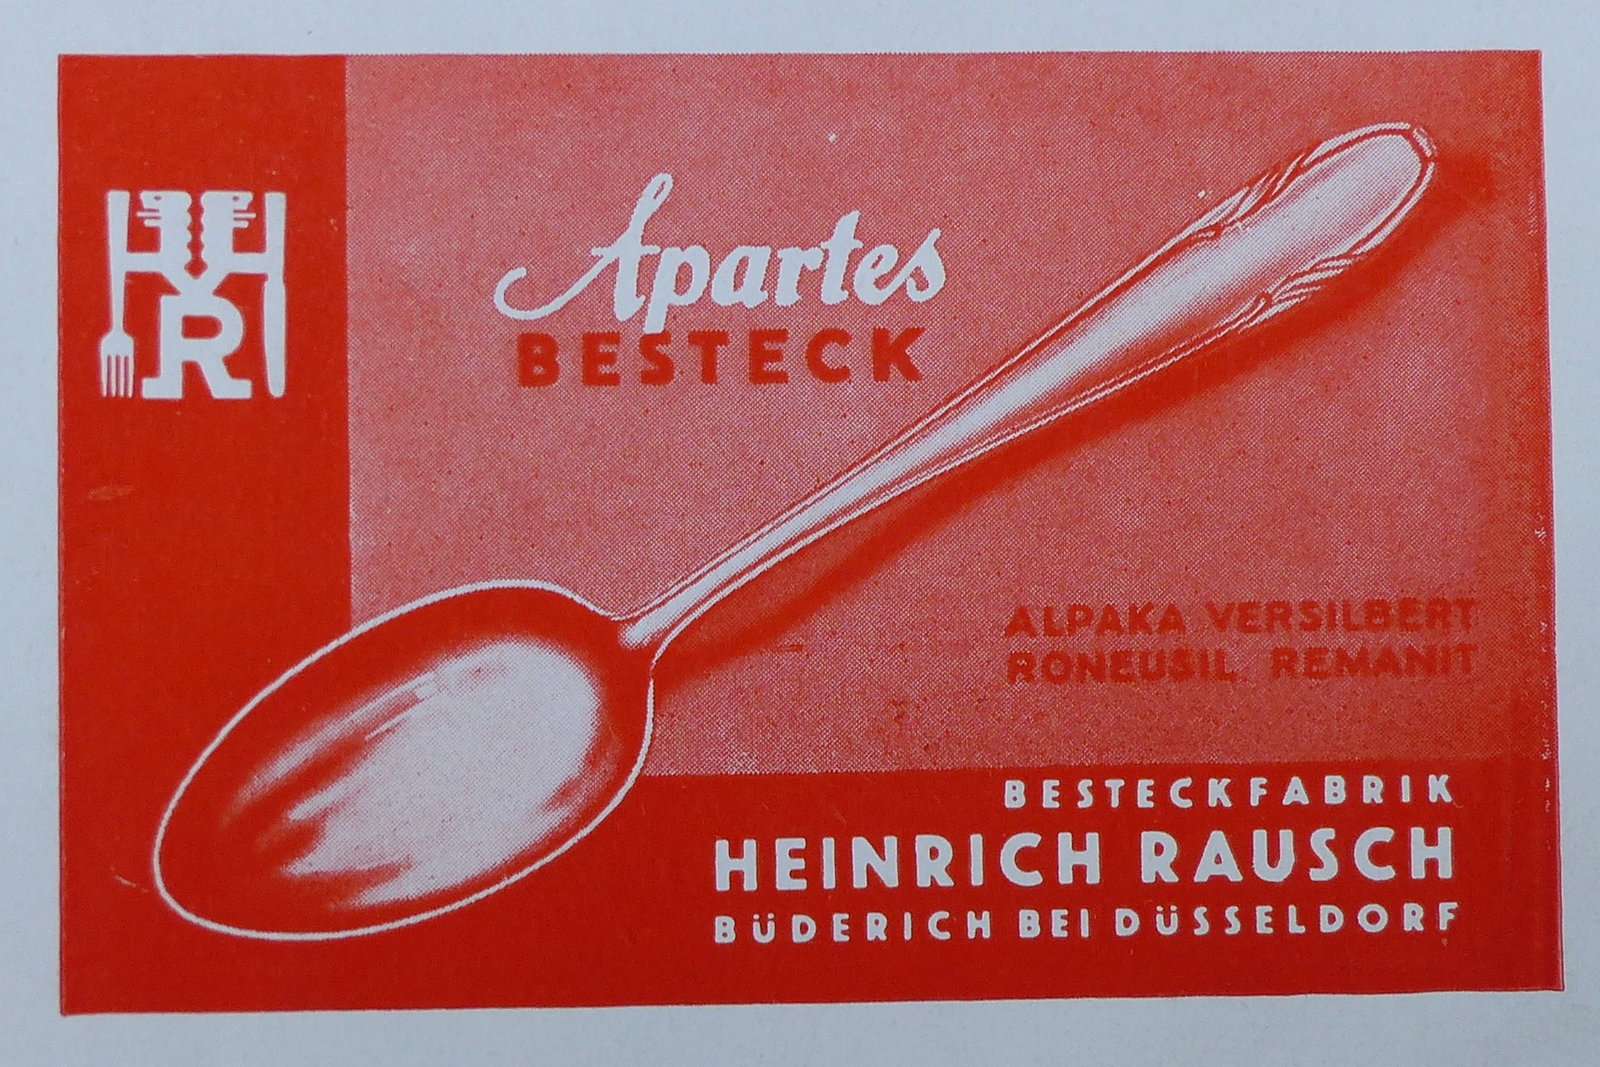 R
Apartes
BESTECK
ALPAKA VERSILBERT
RONEUSIL, REMANIT
BESTECKFABRIK
HEINRICH RAUSCH
BÜDERICH BEI DÜSSELDORF